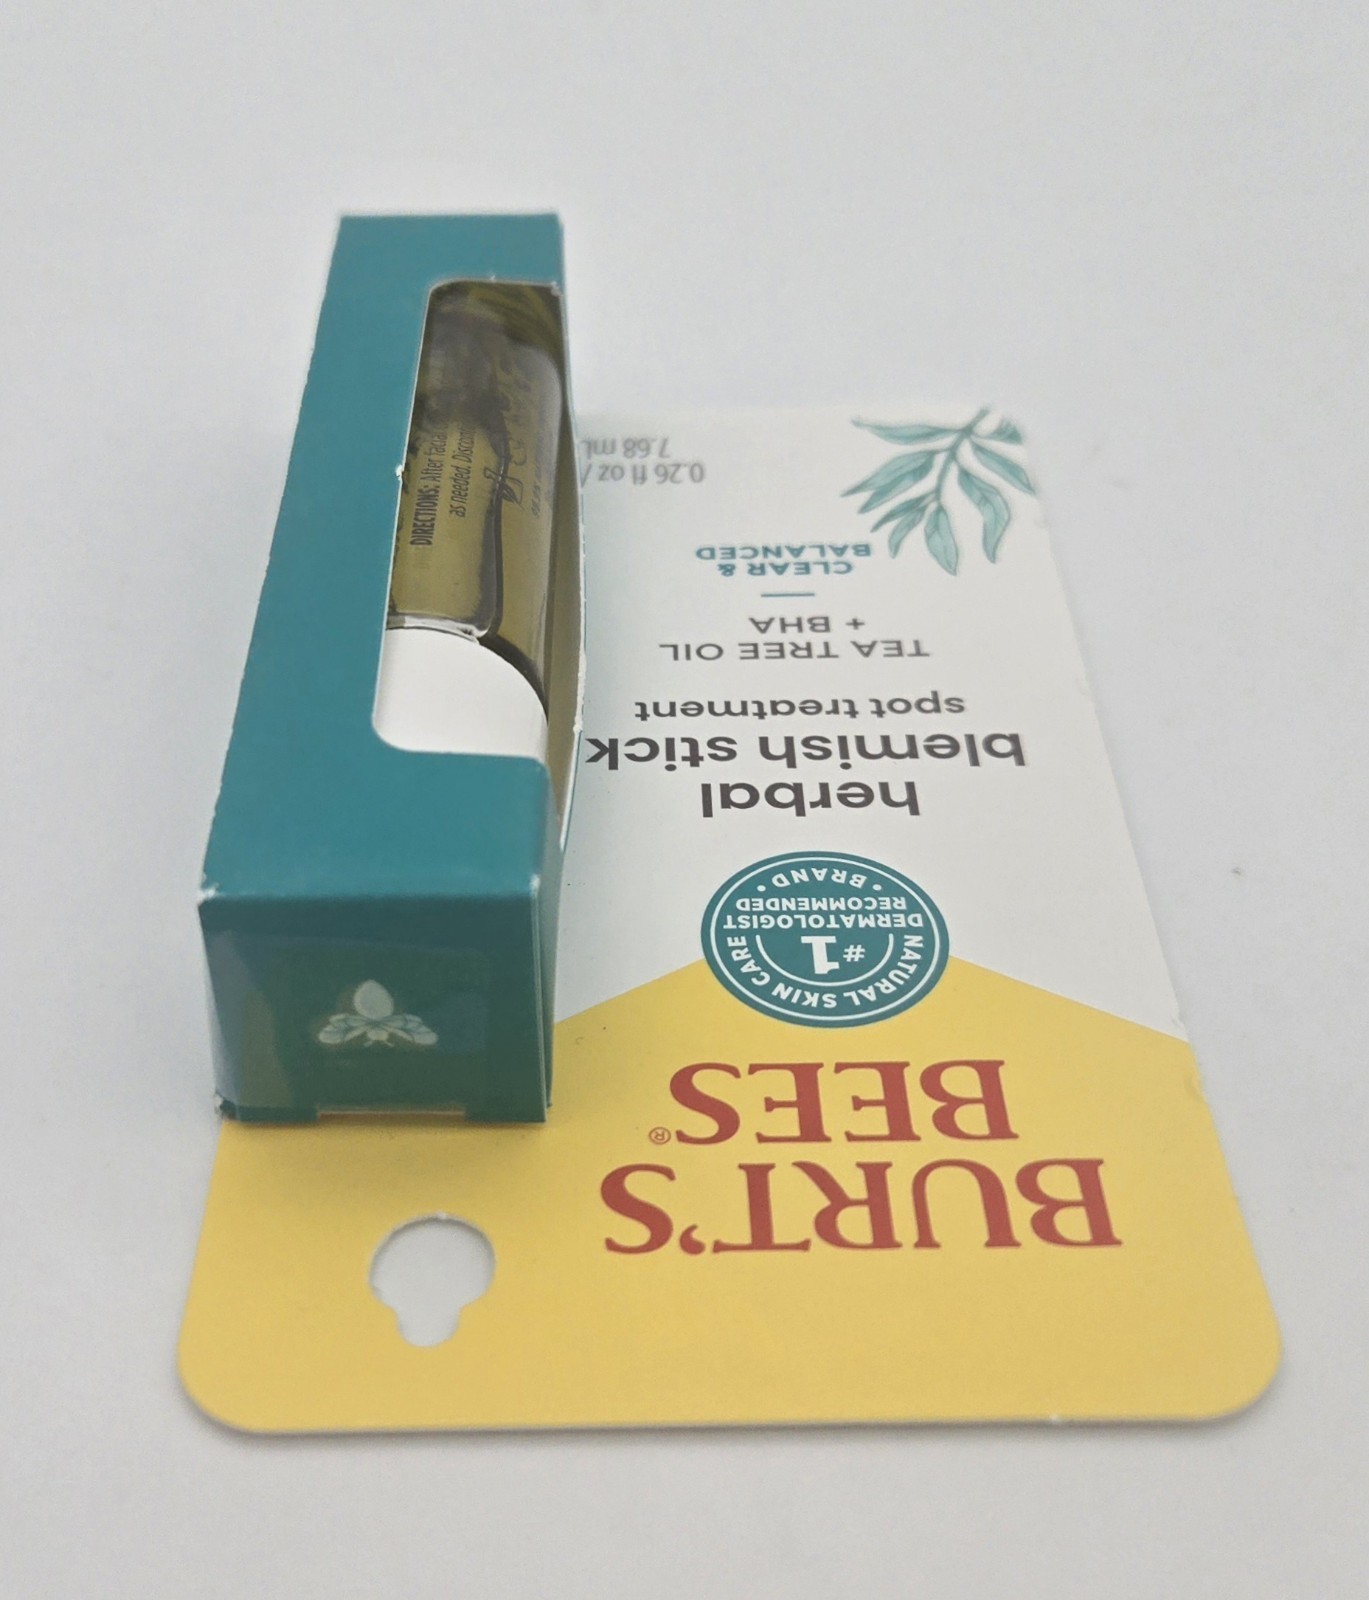 BURT'S
BEES®
NATURAL SKIN CARE
#1
DERMATOLOGIST
RECOMMENDED
• BRAND •
herbal
blemish stick
spot treatment
TEA TREE OIL
+ BHA
CLEAR &
BALANCED
0.26 fl oz /
7.68 mL
DIRECTIONS: After facial
as needed.